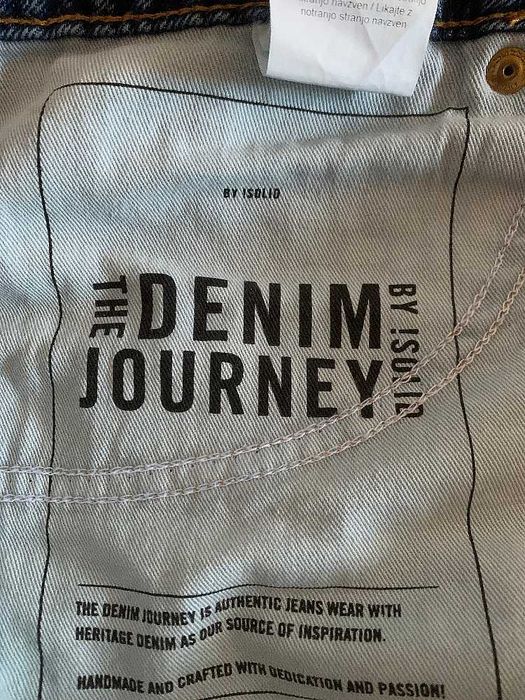 notranjo stranjo navzven / Likajte z
notranjo stranjo navzven
BY !SOLID
THE DENIM
JOURNEY
BY !SOLID
THE DENIM JOURNEY IS AUTHENTIC JEANS WEAR WITH
HERITAGE DENIM AS OUR SOURCE OF INSPIRATION.
HANDMADE AND CRAFTED WITH DEDICATION AND PASSION!